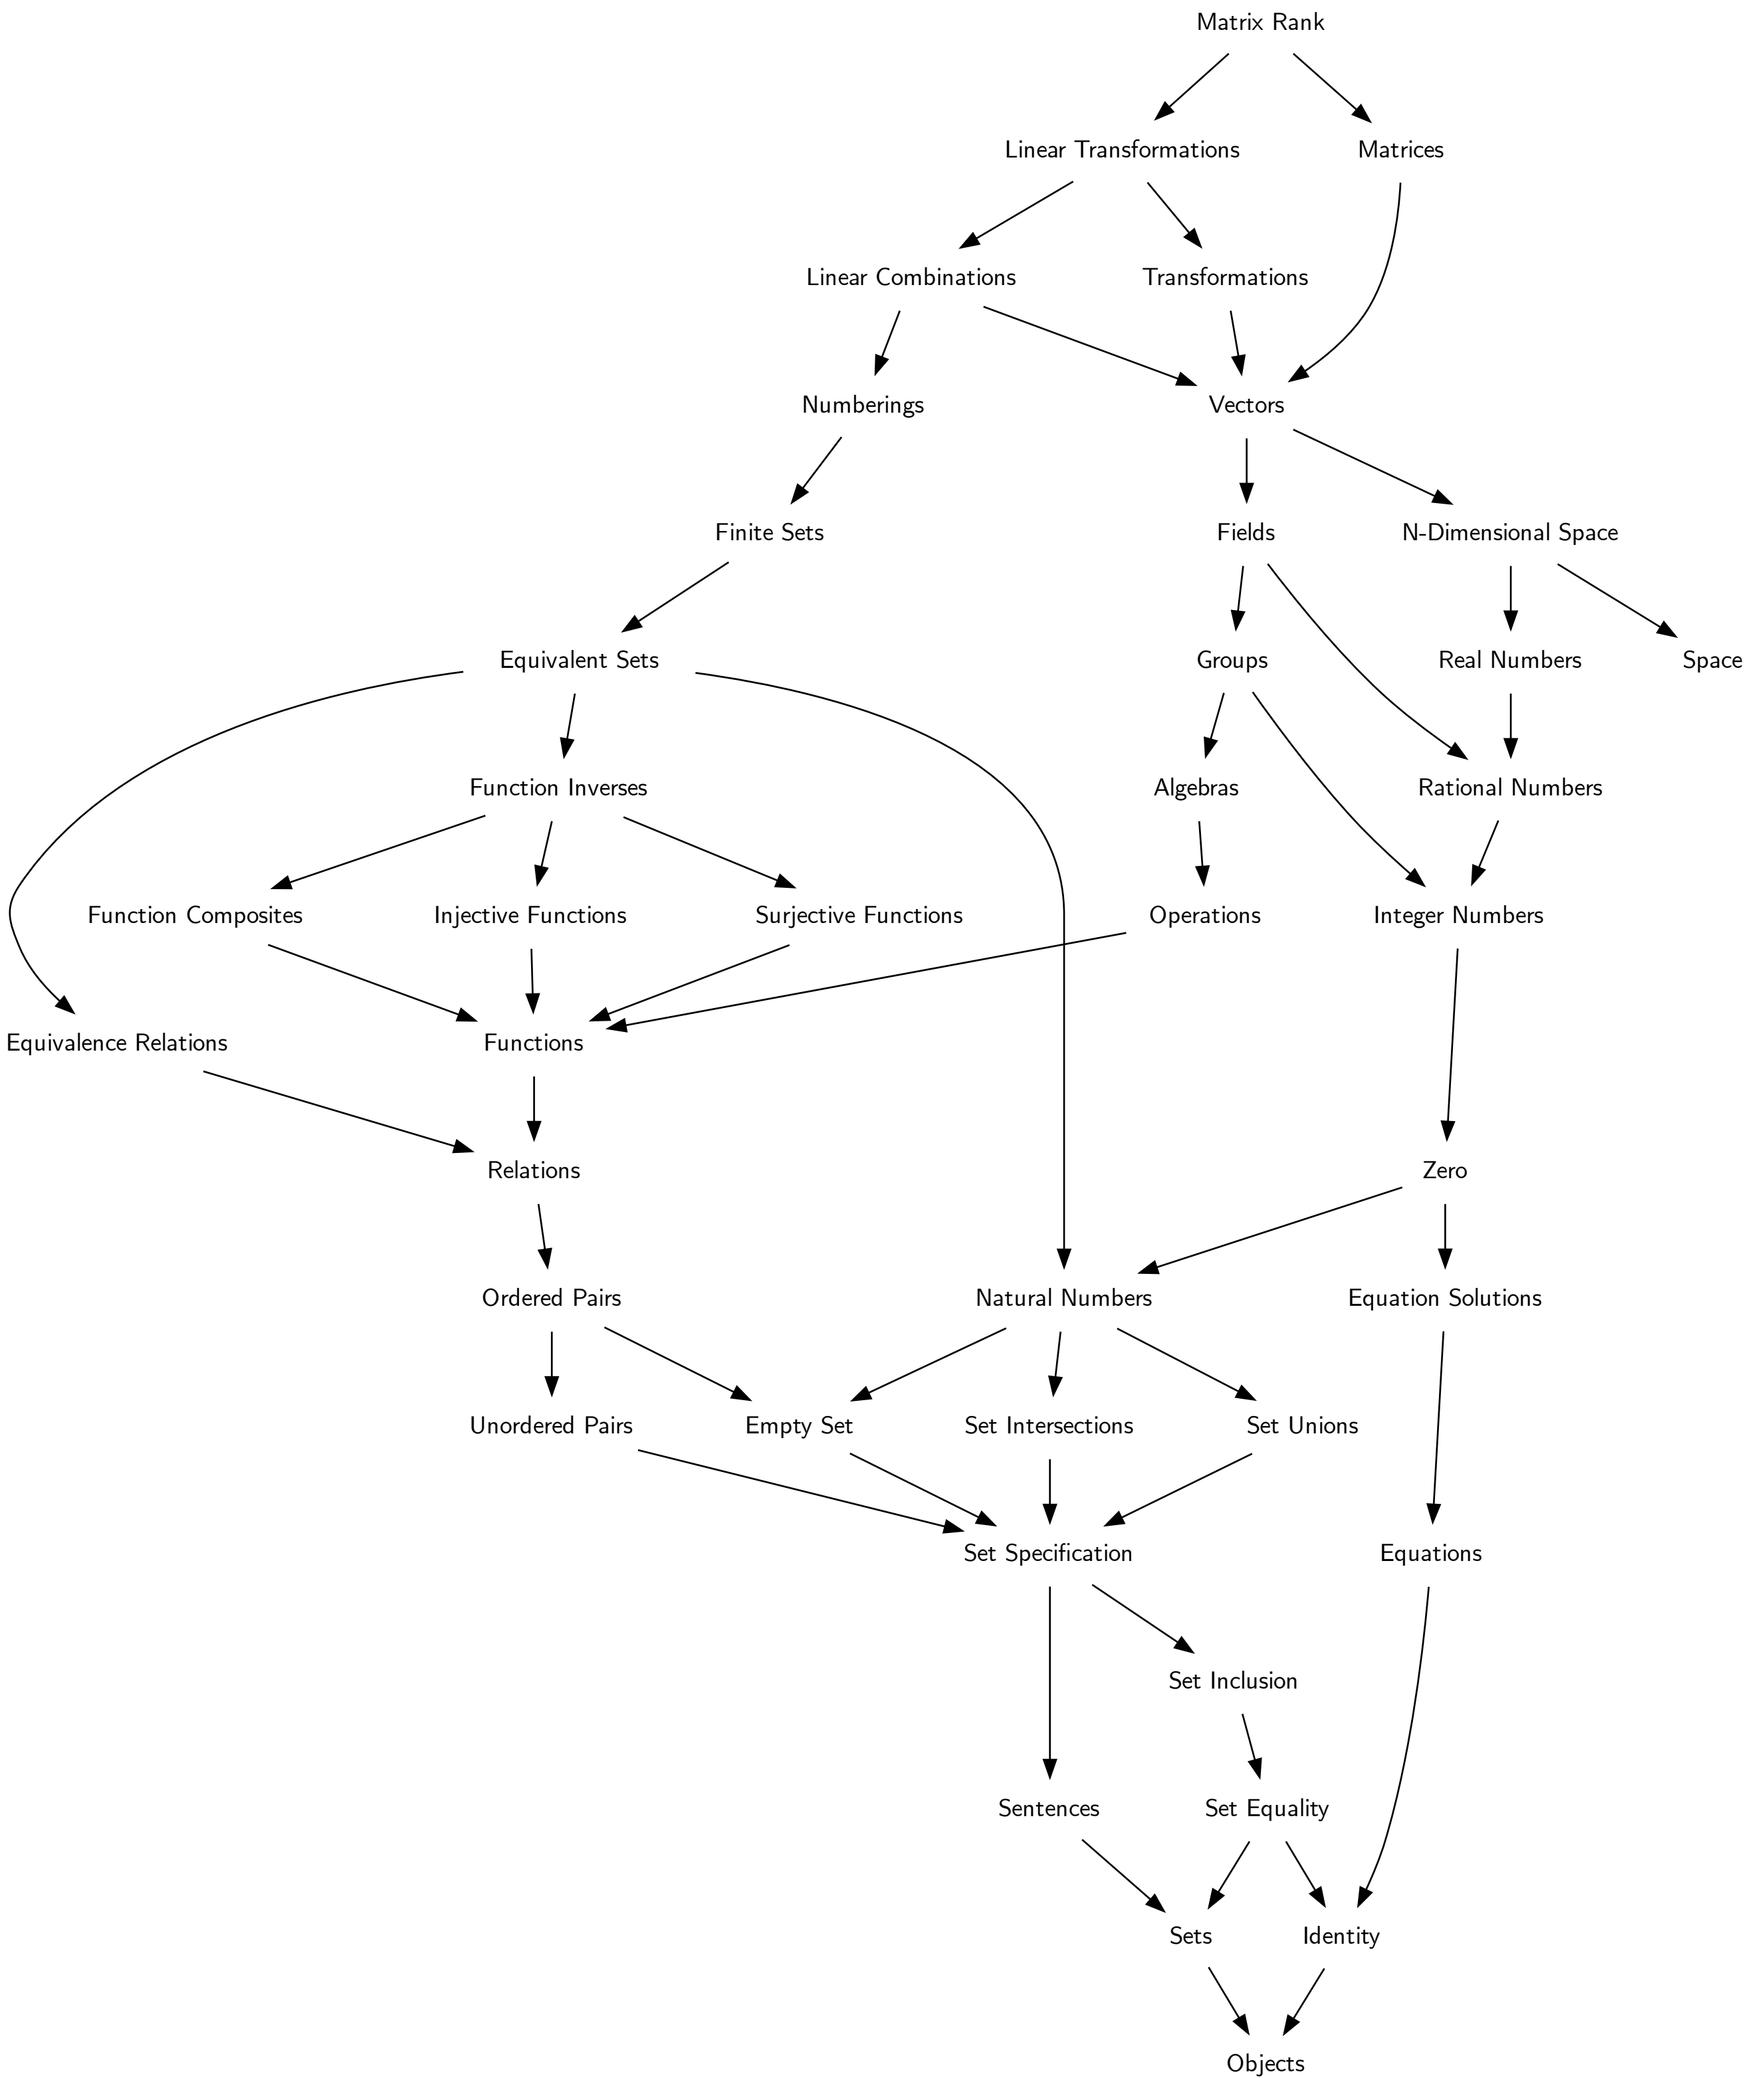 Matrix Rank
Linear Transformations
Matrices
Linear Combinations
Transformations
Numberings
Vectors
Finite Sets
Fields
N-Dimensional Space
Equivalent Sets
Groups
Real Numbers
Space
Function Inverses
Algebras
Rational Numbers
Function Composites
Injective Functions
Surjective Functions
Operations
Integer Numbers
Equivalence Relations
Functions
Relations
Zero
Ordered Pairs
Natural Numbers
Equation Solutions
Unordered Pairs
Empty Set
Set Intersections
Set Unions
Set Specification
Equations
Set Inclusion
Sentences
Set Equality
Sets
Identity
Objects